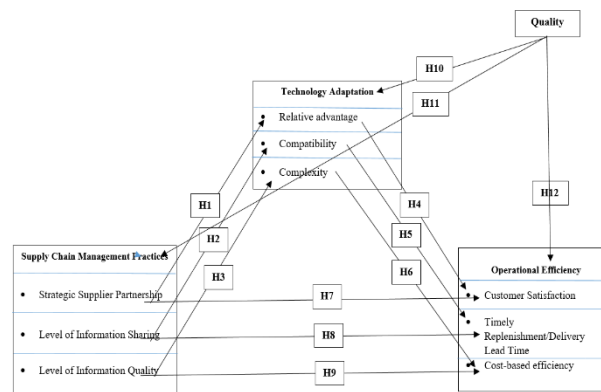 Quality
H10
Technology Adaptation
H11
• Relative advantage
• Compatibility
• Complexity
H1
H4
H12
H2
H5
H3
H6
Supply Chain Management Practices
Operational Efficiency
• Strategic Supplier Partnership
H7
• Customer Satisfaction
• Timely
Replenishment/Delivery
Lead Time
• Level of Information Sharing
H8
• Cost-based efficiency
• Level of Information Quality
H9